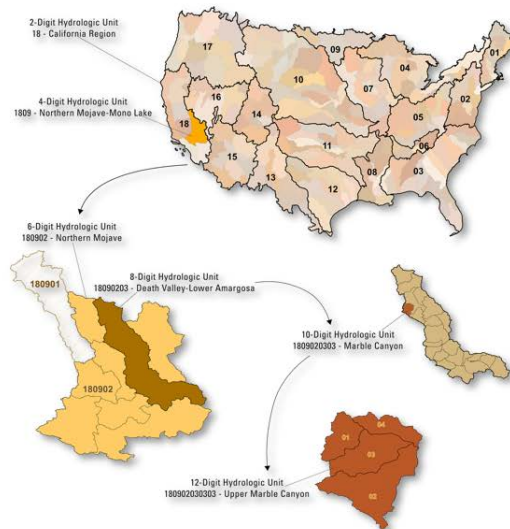 2-Digit Hydrologic Unit
18 - California Region
4-Digit Hydrologic Unit
1809 - Northern Mojave-Mono Lake
17
09
01
04
10
02
16
07
05
18
14
06
11
15
08
03
13
12
6-Digit Hydrologic Unit
180902 - Northern Mojave
8-Digit Hydrologic Unit
18090203 - Death Valley-Lower Amargosa
180901
180902
10-Digit Hydrologic Unit
1809020303 - Marble Canyon
04
01
03
02
12-Digit Hydrologic Unit
180902030303 - Upper Marble Canyon